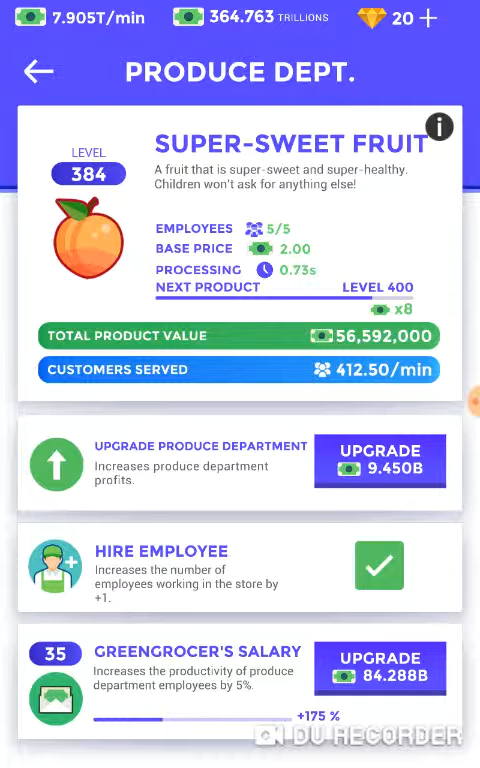 7.905T/min
364.763 TRILLIONS
20 +
PRODUCE DEPT.
i
SUPER-SWEET FRUIT
LEVEL
384
A fruit that is super-sweet and super-healthy.
Children won't ask for anything else!
EMPLOYEES 5/5
BASE PRICE 2.00
PROCESSING 0.73s
NEXT PRODUCT LEVEL 400
x8
TOTAL PRODUCT VALUE 56,592,000
CUSTOMERS SERVED 412.50/min
UPGRADE PRODUCE DEPARTMENT
Increases produce department
profits.
UPGRADE
9.450B
HIRE EMPLOYEE
Increases the number of
employees working in the store by
+1.
35
GREENGROCER'S SALARY
Increases the productivity of produce
department employees by 5%.
UPGRADE
84.288B
+175 %
DU RECORDER